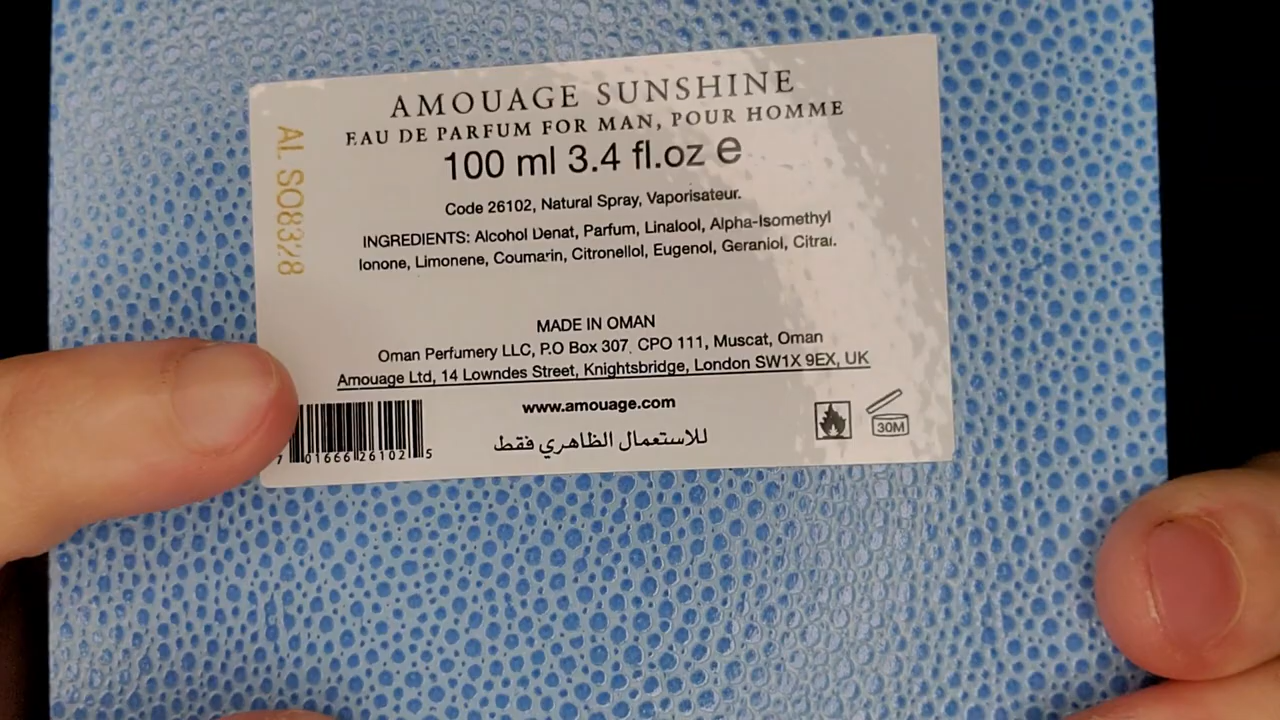 AMOUAGE SUNSHINE
EAU DE PARFUM FOR MAN, POUR HOMME
100 ml 3.4 fl.oz e
Code 26102, Natural Spray, Vaporisateur.
INGREDIENTS: Alcohol Denat, Parfum, Linalool, Alpha-Isomethyl
Ionone, Limonene, Coumarin, Citronellol, Eugenol, Geraniol, Citral.
MADE IN OMAN
Oman Perfumery LLC, P.O Box 307, CPO 111, Muscat, Oman
Amouage Ltd, 14 Lowndes Street, Knightsbridge, London SW1X 9EX, UK
www.amouage.com
للاستعمال الظاهري فقط
30M
7 01666 26102 5